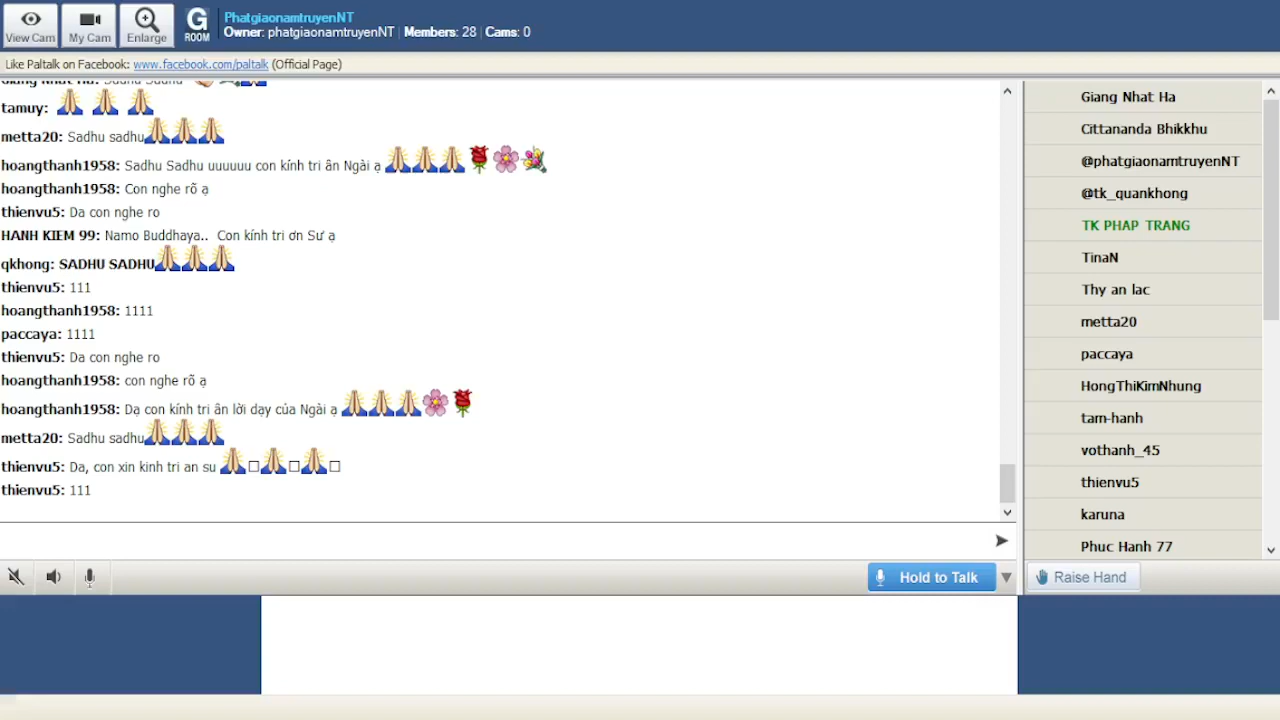 View Cam
My Cam
Enlarge
G
ROOM
PhatgiaonamtruyenNT
Owner: phatgiaonamtruyenNT | Members: 28 | Cams: 0
Like Paltalk on Facebook: www.facebook.com/paltalk (Official Page)
Giang Nhat Ha: Sadhu Sadhu
tamuy:
metta20: Sadhu sadhu
hoangthanh1958: Sadhu Sadhu uuuuuu con kính tri ân Ngài ạ
hoangthanh1958: Con nghe rõ ạ
thienvu5: Da con nghe ro
HANH KIEM 99: Namo Buddhaya.. Con kính tri ơn Sư ạ
qkhong: SADHU SADHU
thienvu5: 111
hoangthanh1958: 1111
paccaya: 1111
thienvu5: Da con nghe ro
hoangthanh1958: con nghe rõ ạ
hoangthanh1958: Dạ con kính tri ân lời dạy của Ngài ạ
metta20: Sadhu sadhu
thienvu5: Da, con xin kinh tri an su
thienvu5: 111
Hold to Talk
Giang Nhat Ha
Cittananda Bhikkhu
@phatgiaonamtruyenNT
@tk_quankhong
TK PHAP TRANG
TinaN
Thy an lac
metta20
paccaya
HongThiKimNhung
tam-hanh
vothanh_45
thienvu5
karuna
Phuc Hanh 77
Raise Hand